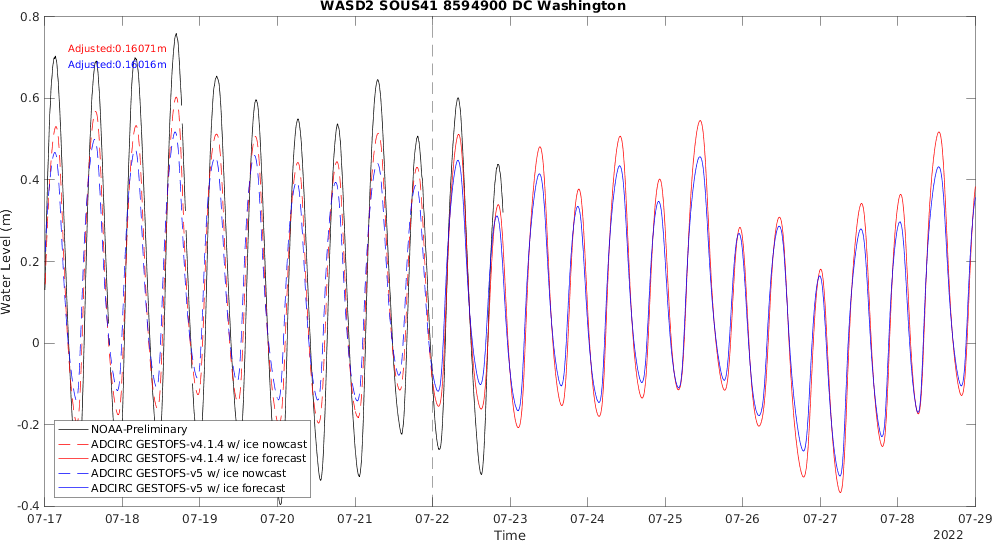 WASD2 SOUS41 8594900 DC Washington
0.8
Adjusted:0.16071m
Adjusted:0.16016m
0.6
0.4
0.2
0
-0.2
-0.4
Water Level (m)
NOAA-Preliminary
ADCIRC GESTOFS-v4.1.4 w/ ice nowcast
ADCIRC GESTOFS-v4.1.4 w/ ice forecast
ADCIRC GESTOFS-v5 w/ ice nowcast
ADCIRC GESTOFS-v5 w/ ice forecast
07-17 07-18 07-19 07-20 07-21 07-22 07-23 07-24 07-25 07-26 07-27 07-28 07-29
Time
2022